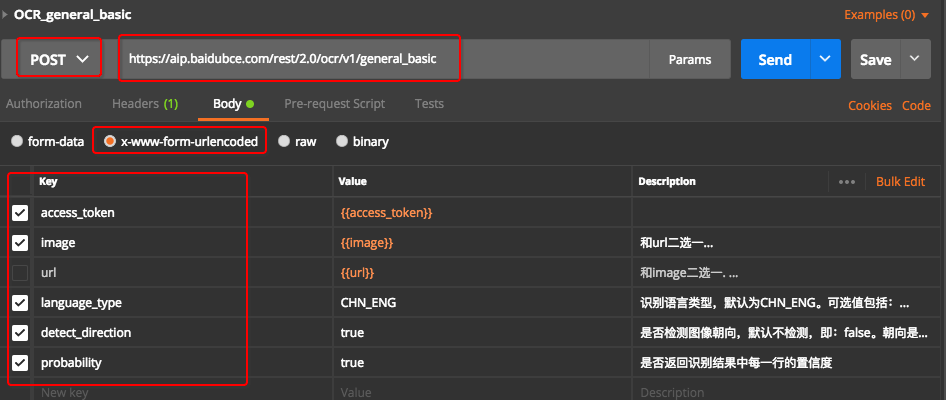 OCR_general_basic Examples (0)
POST https://aip.baidubce.com/rest/2.0/ocr/v1/general_basic Params Send Save
Authorization Headers (1) Body Pre-request Script Tests Cookies Code
form-data x-www-form-urlencoded raw binary
Key Value Description ••• Bulk Edit
access_token {{access_token}}
image {{image}} 和url二选一...
url {{url}} 和image二选一. ...
language_type CHN_ENG 识别语言类型，默认为CHN_ENG。可选值包括：...
detect_direction true 是否检测图像朝向，默认不检测，即：false。朝向是...
probability true 是否返回识别结果中每一行的置信度
New key Value Description